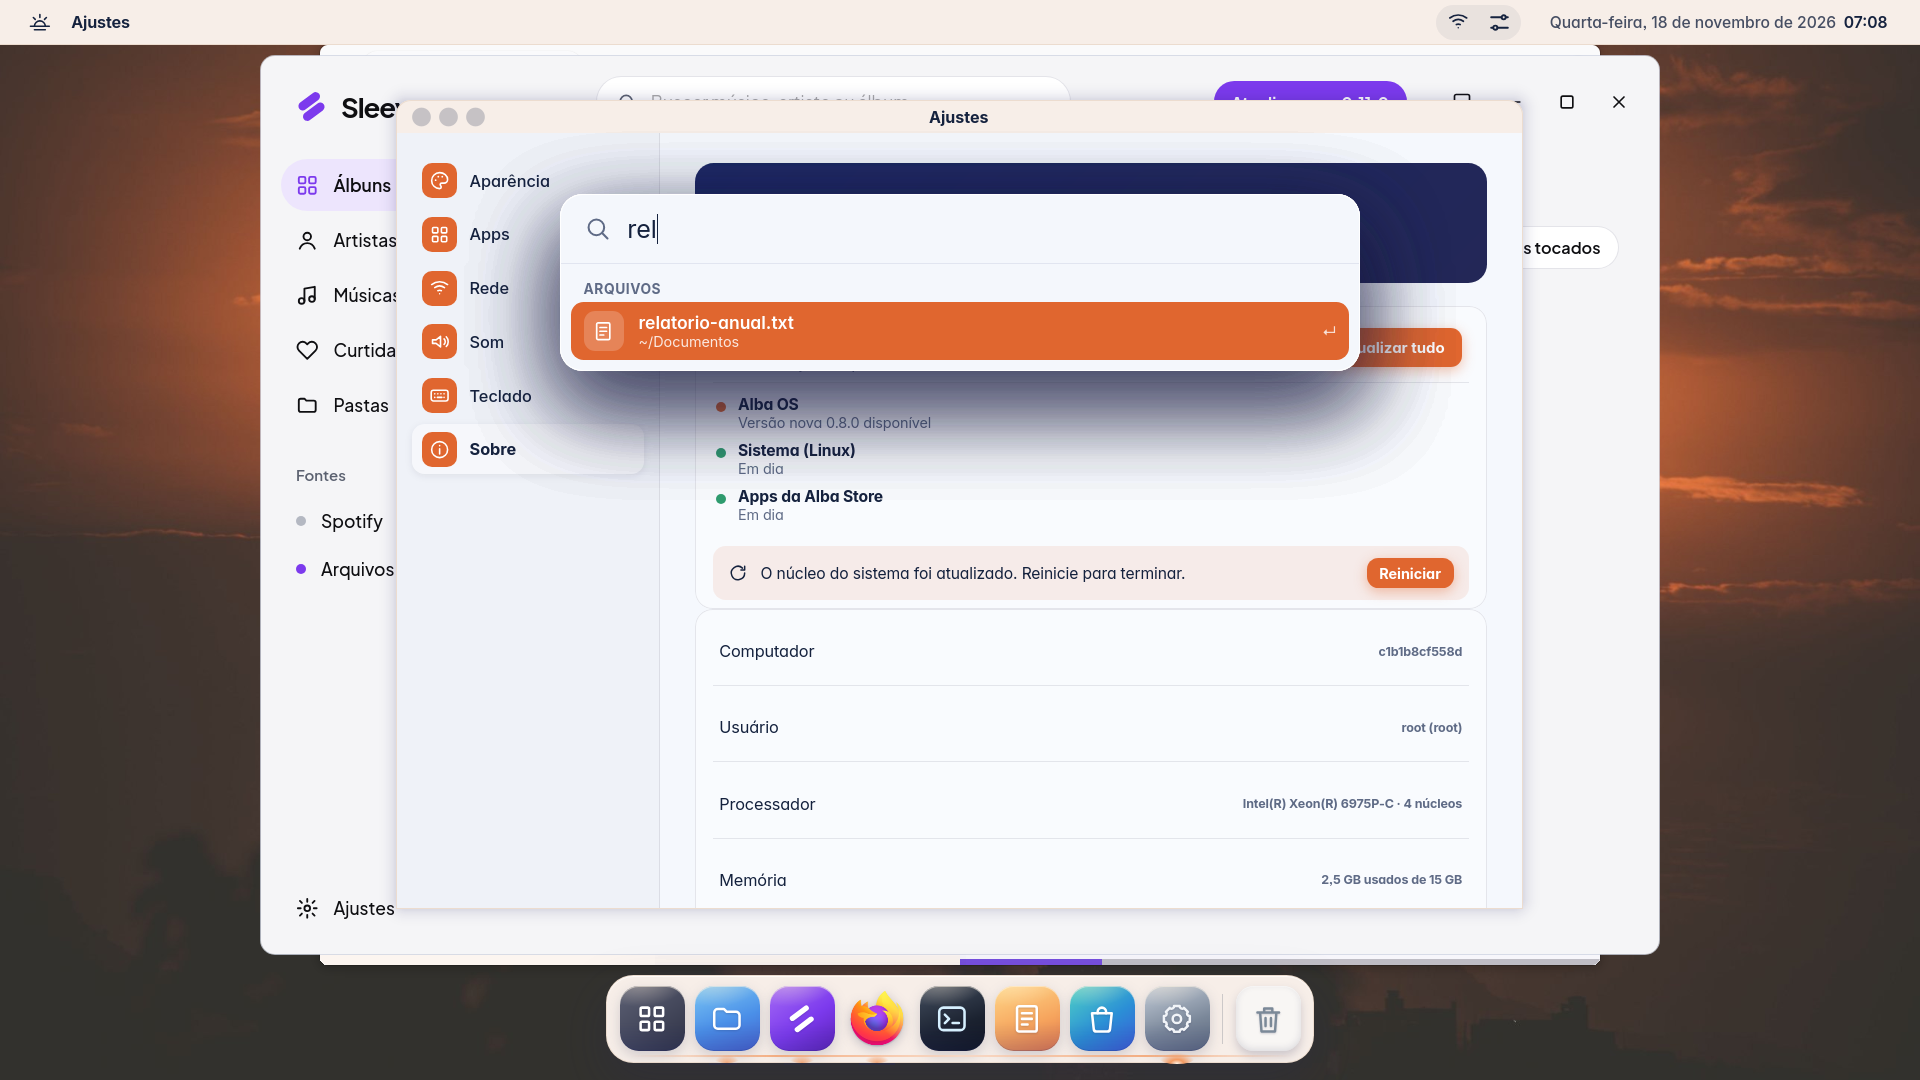 Ajustes
Quarta-feira, 18 de novembro de 2026 07:08
Ajustes
Álbuns
Artistas
Músicas
Pastas
Fontes
Spotify
Arquivos
Ajustes
Aparência
Apps
Rede
Som
Teclado
Sobre
rel
ARQUIVOS
relatorio-anual.txt
~/Documentos
tocados
tudo
Alba OS
Versão nova 0.8.0 disponível
Sistema (Linux)
Em dia
Apps da Alba Store
Em dia
O núcleo do sistema foi atualizado. Reinicie para terminar.
Reiniciar
Computador
c1b1b8cf558d
Usuário
root (root)
Processador
Intel(R) Xeon(R) 6975P-C · 4 núcleos
Memória
2,5 GB usados de 15 GB